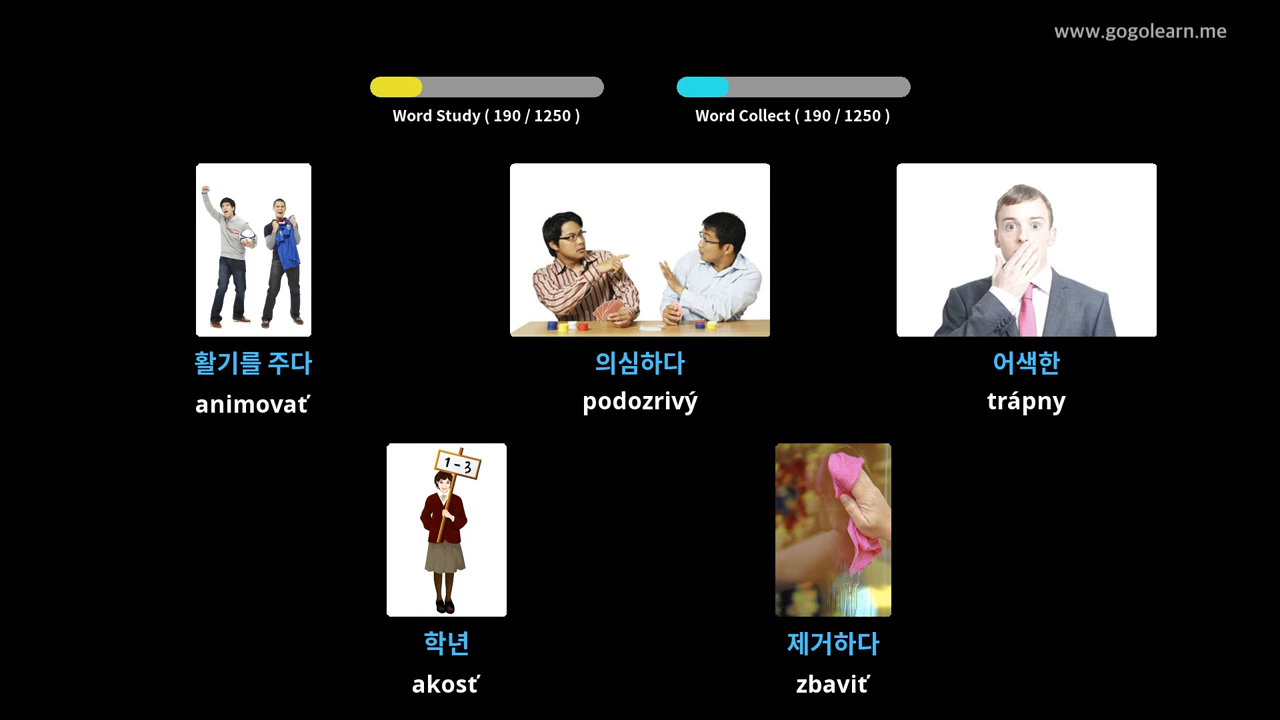 www.gogolearn.me
Word Study ( 190 / 1250 )
Word Collect ( 190 / 1250 )
활기를 주다
animovať
의심하다
podozrivý
어색한
trápny
1 - 3
학년
akosť
제거하다
zbaviť